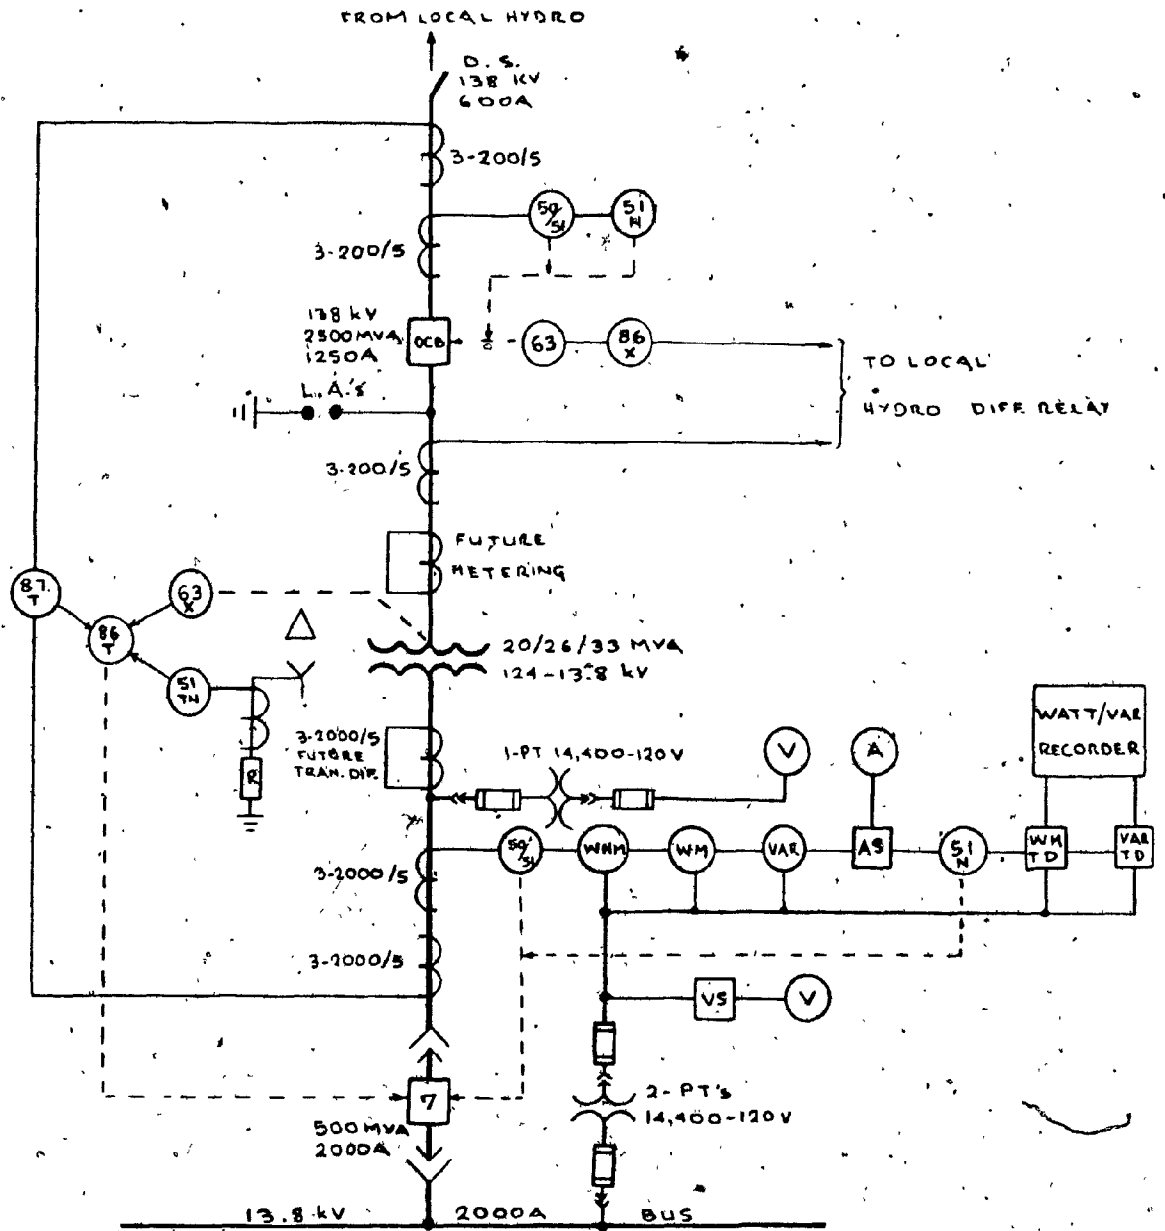 FROM LOCAL HYDRO
D.S.
138 KV
600A
3-200/5
50/51
51
N
3-200/5
138 kV
2500 MVA
1250A
OCB
63
86
X
TO LOCAL
HYDRO DIFF RELAY
L.A.'s
3-200/5
FUTURE
METERING
87
T
63
X
86
T
51
TN
20/26/33 MVA
124-13.8 kV
R
3-2000/5
FUTURE
TRAN. DIF.
1-PT 14,400-120V
V
A
WATT/VAR
RECORDER
3-2000/5
50/51
WHM
WM
VAR
AS
51
N
WM
TD
VAR
TD
3-2000/5
VS
V
7
500 MVA
2000A
2-PT's
14,400-120V
13.8 kV 2000A BUS